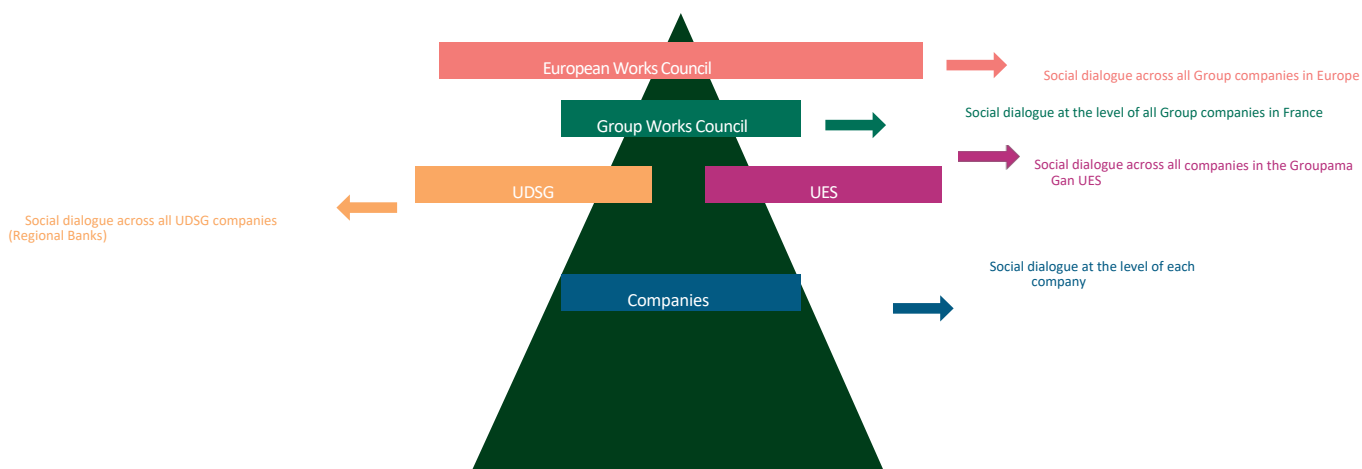 European Works Council
Social dialogue across all Group companies in Europe
Group Works Council
Social dialogue at the level of all Group companies in France
UDSG
UES
Social dialogue across all companies in the Groupama
Gan UES
Social dialogue across all UDSG companies
(Regional Banks)
Companies
Social dialogue at the level of each
company